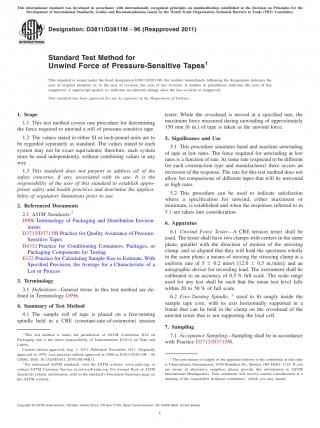 This international standard was developed in accordance with internationally recognized principles on standardization established in the Decision on Principles for the
Development of International Standards, Guides and Recommendations issued by the World Trade Organization Technical Barriers to Trade (TBT) Committee.
Designation: D3811/D3811M − 96 (Reapproved 2011)
INTERNATIONAL
Standard Test Method for
Unwind Force of Pressure-Sensitive Tapes1
This standard is issued under the fixed designation D3811/D3811M; the number immediately following the designation indicates the
year of original adoption or, in the case of revision, the year of last revision. A number in parentheses indicates the year of last
reapproval. A superscript epsilon (ε) indicates an editorial change since the last revision or reapproval.
This standard has been approved for use by agencies of the Department of Defense.
1. Scope
1.1 This test method covers one procedure for determining
the force required to unwind a roll of pressure-sensitive tape.
1.2 The values stated in either SI or inch-pound units are to
be regarded separately as standard. The values stated in each
system may not be exact equivalents; therefore, each system
must be used independently, without combining values in any
way.
1.3 This standard does not purport to address all of the
safety concerns, if any, associated with its use. It is the
responsibility of the user of this standard to establish appro-
priate safety and health practices and determine the applica-
bility of regulatory limitations prior to use.
2. Referenced Documents
2.1 ASTM Standards:2
D996 Terminology of Packaging and Distribution Environ-
ments
D3715/D3715M Practice for Quality Assurance of Pressure-
Sensitive Tapes
D4332 Practice for Conditioning Containers, Packages, or
Packaging Components for Testing
E122 Practice for Calculating Sample Size to Estimate, With
Specified Precision, the Average for a Characteristic of a
Lot or Process
3. Terminology
3.1 Definitions—General terms in this test method are de-
fined in Terminology D996.
4. Summary of Test Method
4.1 The sample roll of tape is placed on a free-turning
spindle held in a CRE (constant-rate-of-extension) tension
1 This test method is under the jurisdiction of ASTM Committee D10 on
Packaging and is the direct responsibility of Subcommittee D10.14 on Tape and
Labels.
Current edition approved Aug. 1, 2011. Published November 2011. Originally
approved in 1979. Last previous edition approved in 2006 as D3811/D3811M – 96
(2006). DOI: 10.1520/D3811_D3811M-96R11.
2 For referenced ASTM standards, visit the ASTM website, www.astm.org, or
contact ASTM Customer Service at service@astm.org. For Annual Book of ASTM
Standards volume information, refer to the standard's Document Summary page on
the ASTM website.
tester. While the crosshead is moved at a specified rate, the
maximum force measured during unwinding of approximately
150 mm [6 in.] of tape is taken as the unwind force.
5. Significance and Use
5.1 This procedure simulates hand and machine unwinding
of tape at low rates. The force required for unwinding at low
rates is a function of rate. At some rate (expected to be different
for each construction type and manufacturer) there occurs an
inversion of the response. The rate for this test method does not
allow for comparisons of different tapes that will be unwound
at high rates.
5.2 This procedure can be used to indicate satisfactory
where a specification for unwind, either maximum or
minimum, is established and when the responses referred to in
5.1 are taken into consideration.
6. Apparatus
6.1 Unwind Force Tester—A CRE tension tester shall be
used. The tester shall have two clamps with centers in the same
plane, parallel with the direction of motion of the stressing
clamp, and so aligned that they will hold the specimen wholly
in the same plane; a means of moving the stressing clamp at a
uniform rate of 5 ± 0.2 mm/s [12.0 ± 0.5 in./min]; and an
autographic device for recording load. The instrument shall be
calibrated to an accuracy of 0.5 % full scale. The scale range
used for any test shall be such that the mean test level falls
within 20 to 50 % of full scale.
6.2 Free-Turning Spindle, 3 sized to fit snugly inside the
sample tape core, with its axis horizontally supported in a
frame that can be held in the clamp on the crosshead of the
unwind tester that is not supporting the load cell.
7. Sampling
7.1 Acceptance Sampling—Sampling shall be in accordance
with Practice D3715/D3715M.
3 The sole source of supply of the apparatus known to the committee at this time
If you
are aware of alternative suppliers, please provide this information to ASTM
International Headquarters. Your comments will receive careful consideration at a
meeting of the responsible technical committee,1 which you may attend.
Copyright © ASTM International, 100 Barr Harbor Drive, PO Box C700, West Conshohocken, PA 19428-2959. United States
1